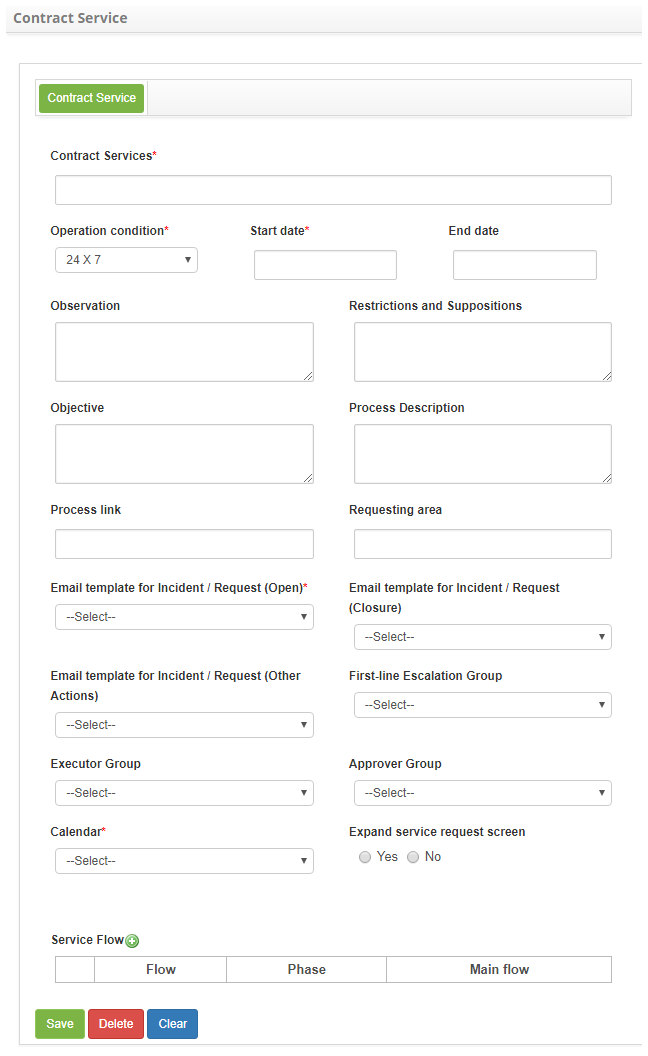 Contract Service
Contract Service
Contract Services*
Operation condition* Start date* End date
24 X 7
Observation Restrictions and Suppositions
Objective Process Description
Process link Requesting area
Email template for Incident / Request (Open)* Email template for Incident / Request
(Closure)
--Select--
--Select--
Email template for Incident / Request (Other First-line Escalation Group
Actions)
--Select--
--Select--
Executor Group Approver Group
--Select-- --Select--
Calendar* Expand service request screen
--Select-- Yes No
Service Flow
Flow Phase Main flow
Save Delete Clear